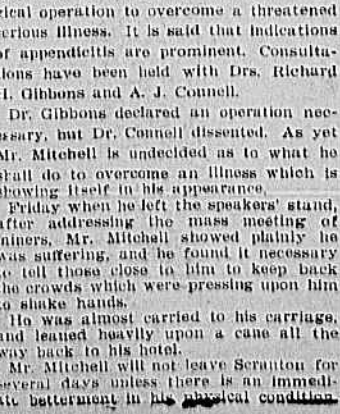 rical operation to overcome a threatened
serious illness. It is said that indications
of appendicitis are prominent. Consulta-
ions have been held with Drs. Richard
H. Gibbons and A. J. Connell.
Dr. Gibbons declared an operation nec-
essary, but Dr. Connell dissented. As yet
Mr. Mitchell is undecided as to what he
shall do to overcome an illness which is
showing itself in his appearance.
Friday when he left the speakers' stand,
after addressing the mass meeting of
miners, Mr. Mitchell showed plainly he
was suffering, and he found it necessary
to tell those close to him to keep back
the crowds which were pressing upon him
to shake hands.
He was almost carried to his carriage,
and leaned heavily upon a cane all the
way back to his hotel.
Mr. Mitchell will not leave Scranton for
several days unless there is an immedi-
ate betterment in his physical condition.